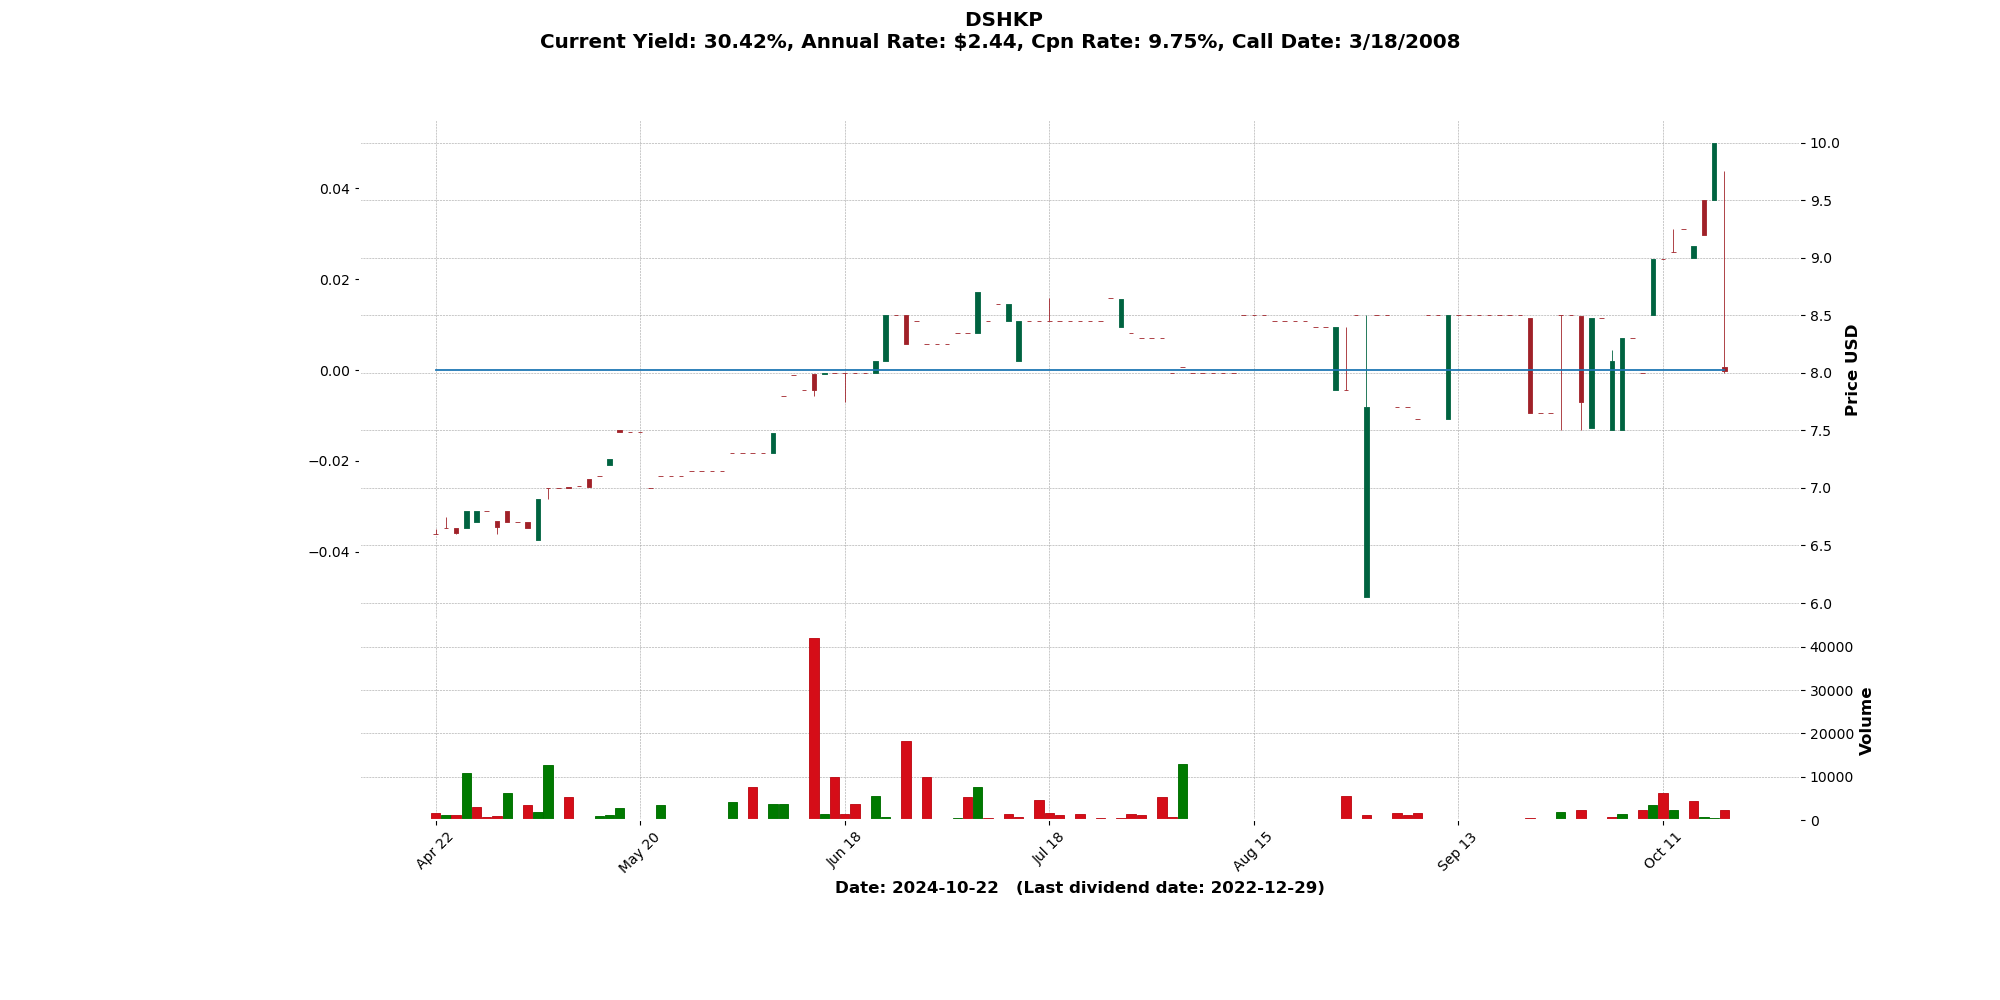 DSHKP
Current Yield: 30.42%, Annual Rate: $2.44, Cpn Rate: 9.75%, Call Date: 3/18/2008
0.04
0.02
0.00
−0.02
−0.04
10.0
9.5
9.0
8.5
8.0
7.5
7.0
6.5
6.0
Price USD
40000
30000
20000
10000
0
Volume
Apr 22
May 20
Jun 18
Jul 18
Aug 15
Sep 13
Oct 11
Date: 2024-10-22   (Last dividend date: 2022-12-29)